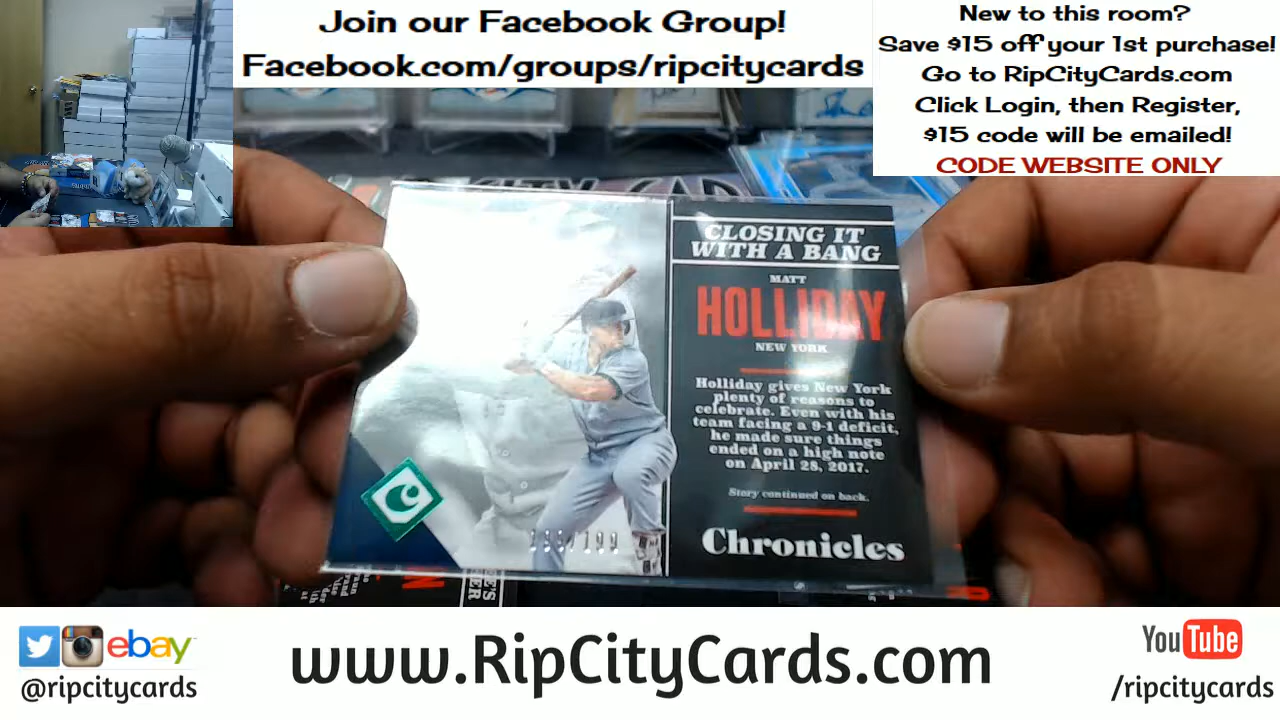 Join our Facebook Group!
Facebook.com/groups/ripcitycards
New to this room?
Save $15 off your 1st purchase!
Go to RipCityCards.com
Click Login, then Register,
$15 code will be emailed!
CODE WEBSITE ONLY
CLOSING IT
WITH A BANG
MATT
HOLLIDAY
NEW YORK
Holliday gives New York
plenty of reasons to
celebrate. Even with his
team facing a 9-1 deficit,
he made sure things
ended on a high note
on April 28, 2017.
Story continued on back.
Chronicles
C
/199
ebay
@ripcitycards
www.RipCityCards.com
YouTube
/ripcitycards